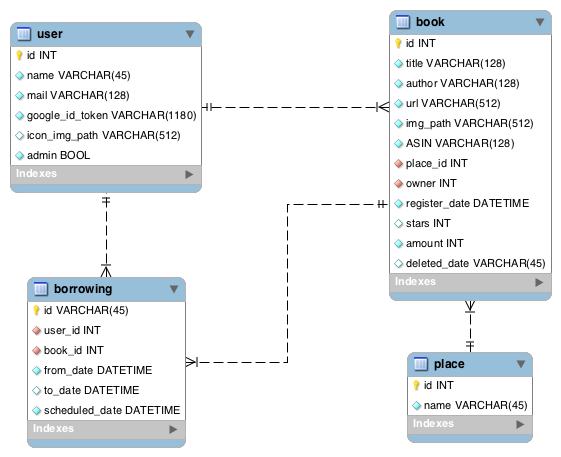 user
id INT
name VARCHAR(45)
mail VARCHAR(128)
google_id_token VARCHAR(1180)
icon_img_path VARCHAR(512)
admin BOOL
Indexes
book
id INT
title VARCHAR(128)
author VARCHAR(128)
url VARCHAR(512)
img_path VARCHAR(512)
ASIN VARCHAR(128)
place_id INT
owner INT
register_date DATETIME
stars INT
amount INT
deleted_date VARCHAR(45)
Indexes
borrowing
id VARCHAR(45)
user_id INT
book_id INT
from_date DATETIME
to_date DATETIME
scheduled_date DATETIME
Indexes
place
id INT
name VARCHAR(45)
Indexes